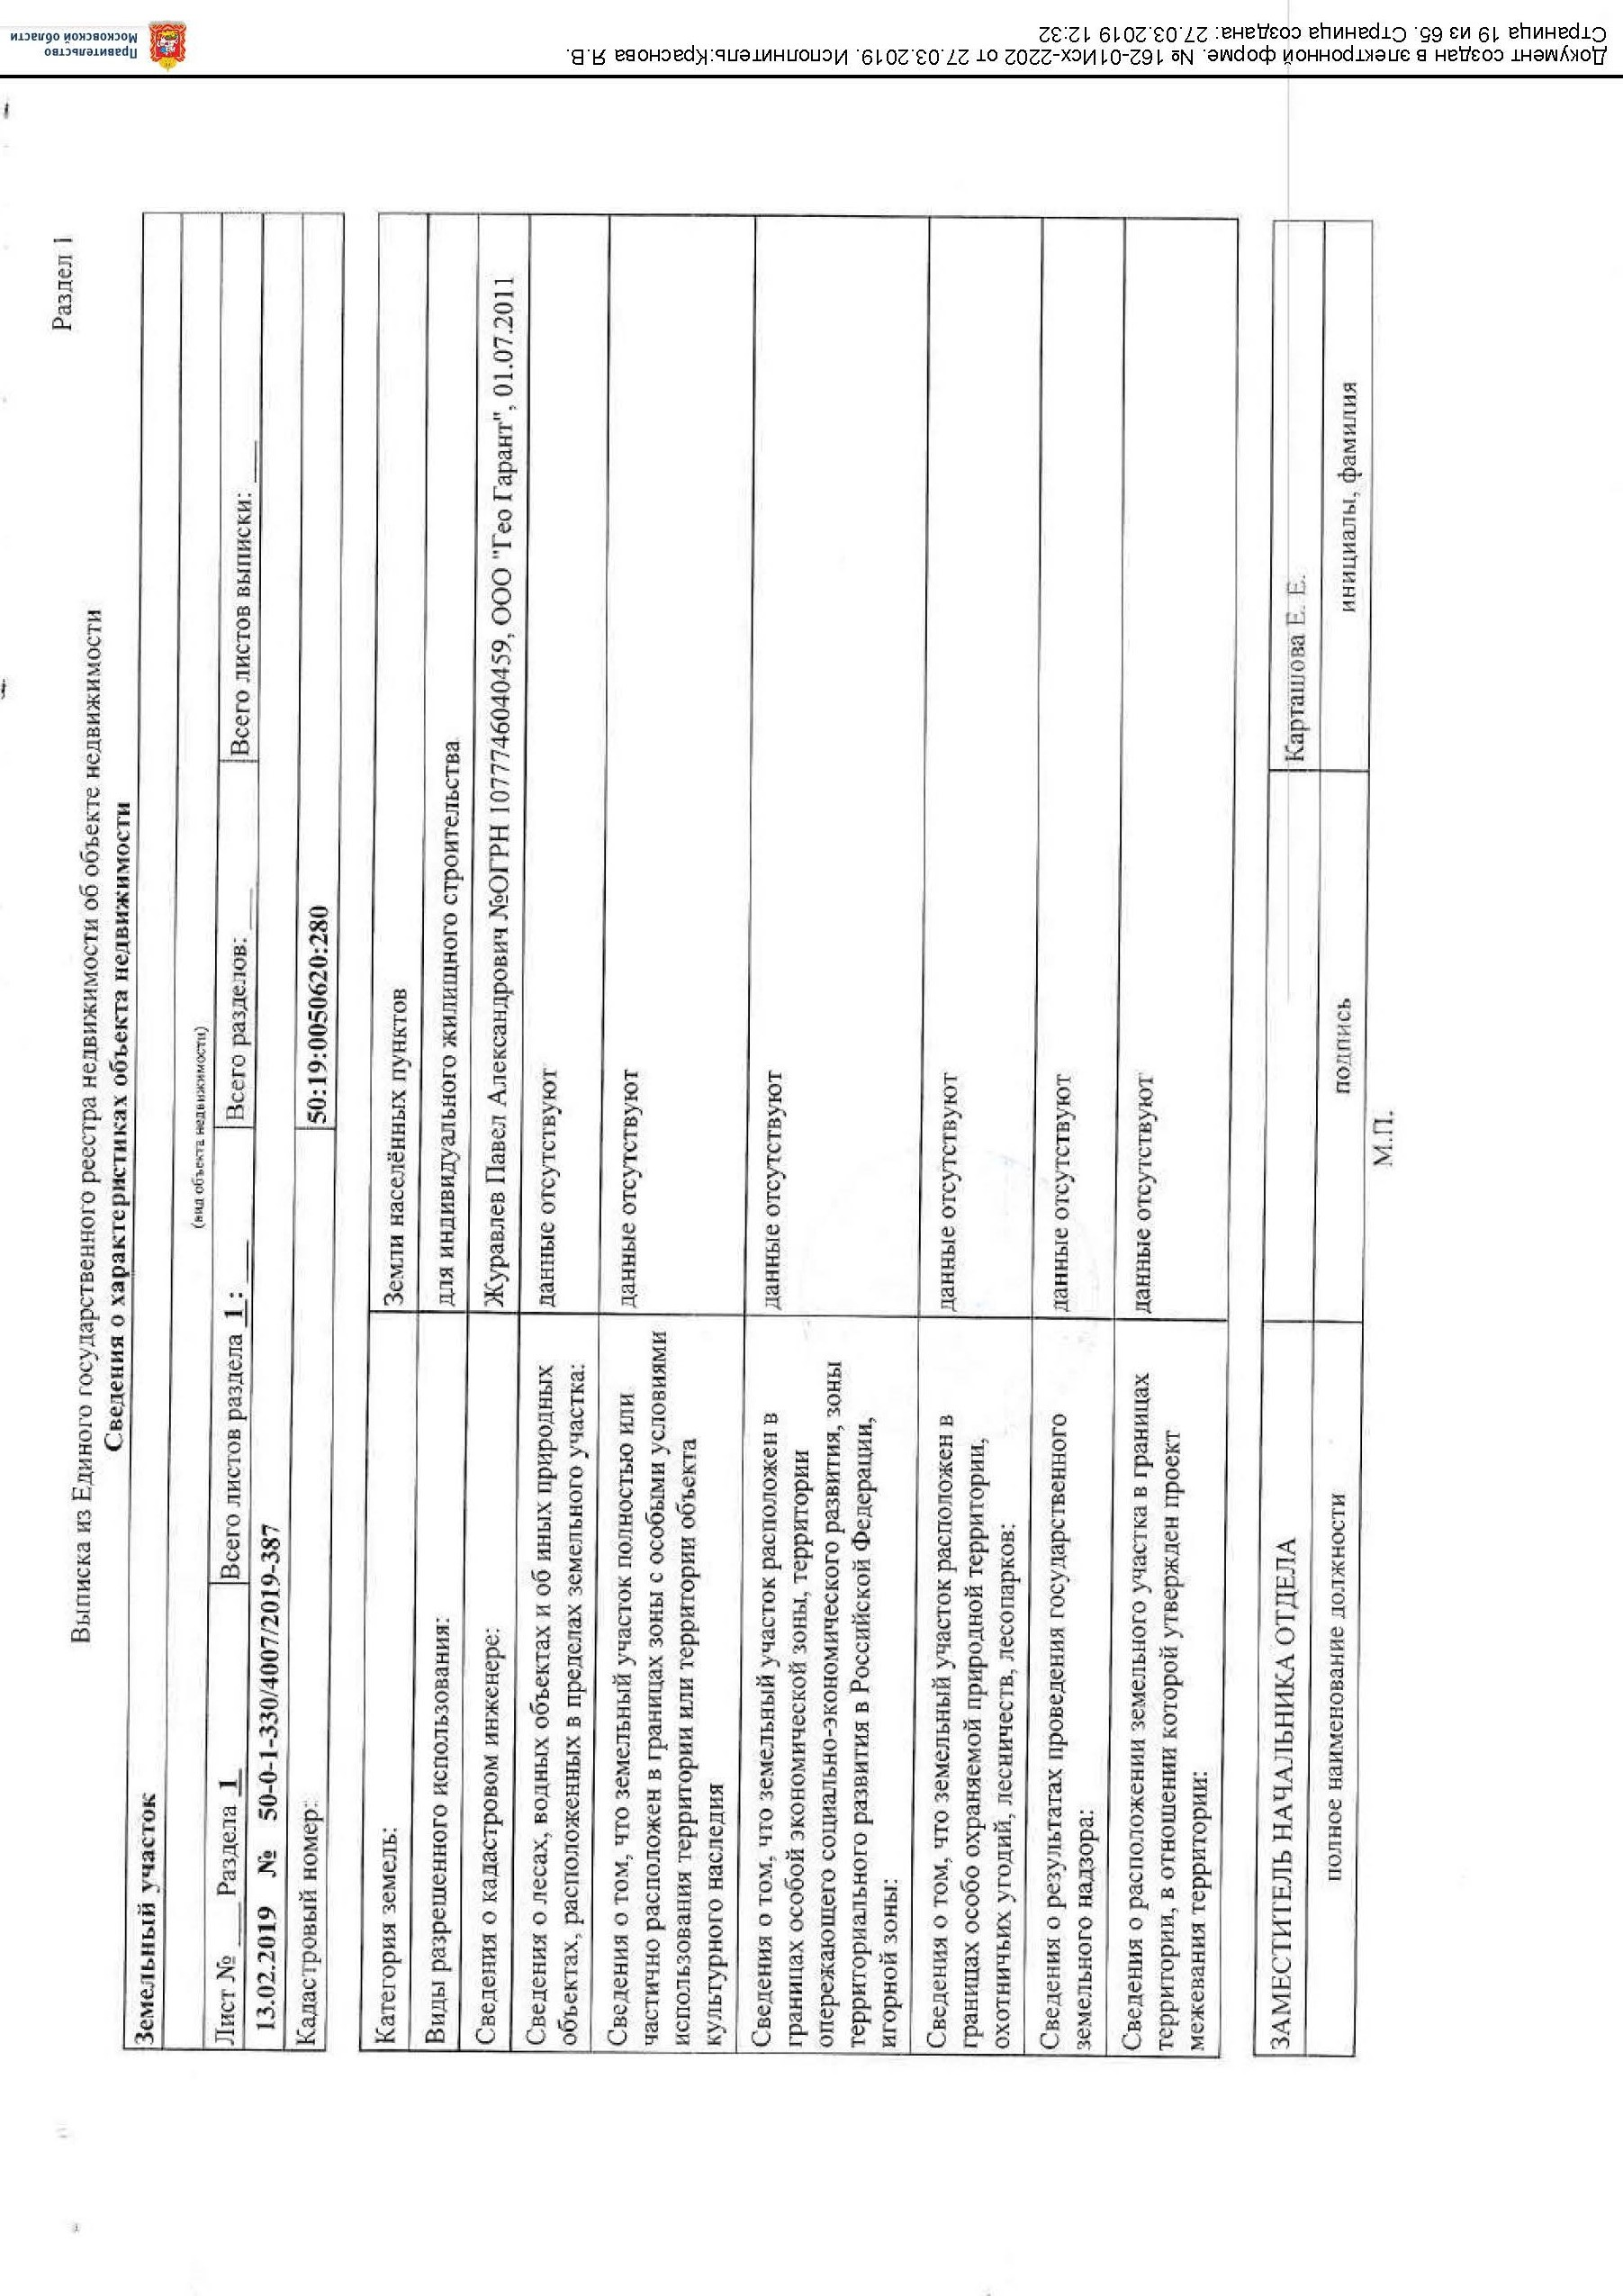 Документ создан в электронной форме. № 162-01Исх-2202 от 27.03.2019. Исполнитель:Краснова Я.В.
Страница 19 из 65. Страница создана: 27.03.2019 12:32
Правительство
Московской области
Раздел 1
Выписка из Единого государственного реестра недвижимости об объекте недвижимости
Сведения о характеристиках объекта недвижимости
Земельный участок
(вид объекта недвижимости)
Лист № ___ Раздела 1 Всего листов раздела 1 : ___ Всего разделов: ___ Всего листов выписки: ___
13.02.2019 № 50-0-1-330/4007/2019-387
Кадастровый номер: 50:19:0050620:280
Категория земель: Земли населённых пунктов
Виды разрешенного использования: для индивидуального жилищного строительства
Сведения о кадастровом инженере: Журавлев Павел Александрович №ОГРН 1077746040459, ООО "Гео Гарант", 01.07.2011
Сведения о лесах, водных объектах и об иных природных данные отсутствуют
объектах, расположенных в пределах земельного участка:
Сведения о том, что земельный участок полностью или данные отсутствуют
частично расположен в границах зоны с особыми условиями
использования территории или территории объекта
культурного наследия
Сведения о том, что земельный участок расположен в данные отсутствуют
границах особой экономической зоны, территории
опережающего социально-экономического развития, зоны
территориального развития в Российской Федерации,
игорной зоны:
Сведения о том, что земельный участок расположен в данные отсутствуют
границах особо охраняемой природной территории,
охотничьих угодий, лесничеств, лесопарков:
Сведения о результатах проведения государственного данные отсутствуют
земельного надзора:
Сведения о расположении земельного участка в границах данные отсутствуют
территории, в отношении которой утвержден проект
межевания территории:
ЗАМЕСТИТЕЛЬ НАЧАЛЬНИКА ОТДЕЛА Карташова Е. Е.
полное наименование должности подпись инициалы, фамилия
М.П.